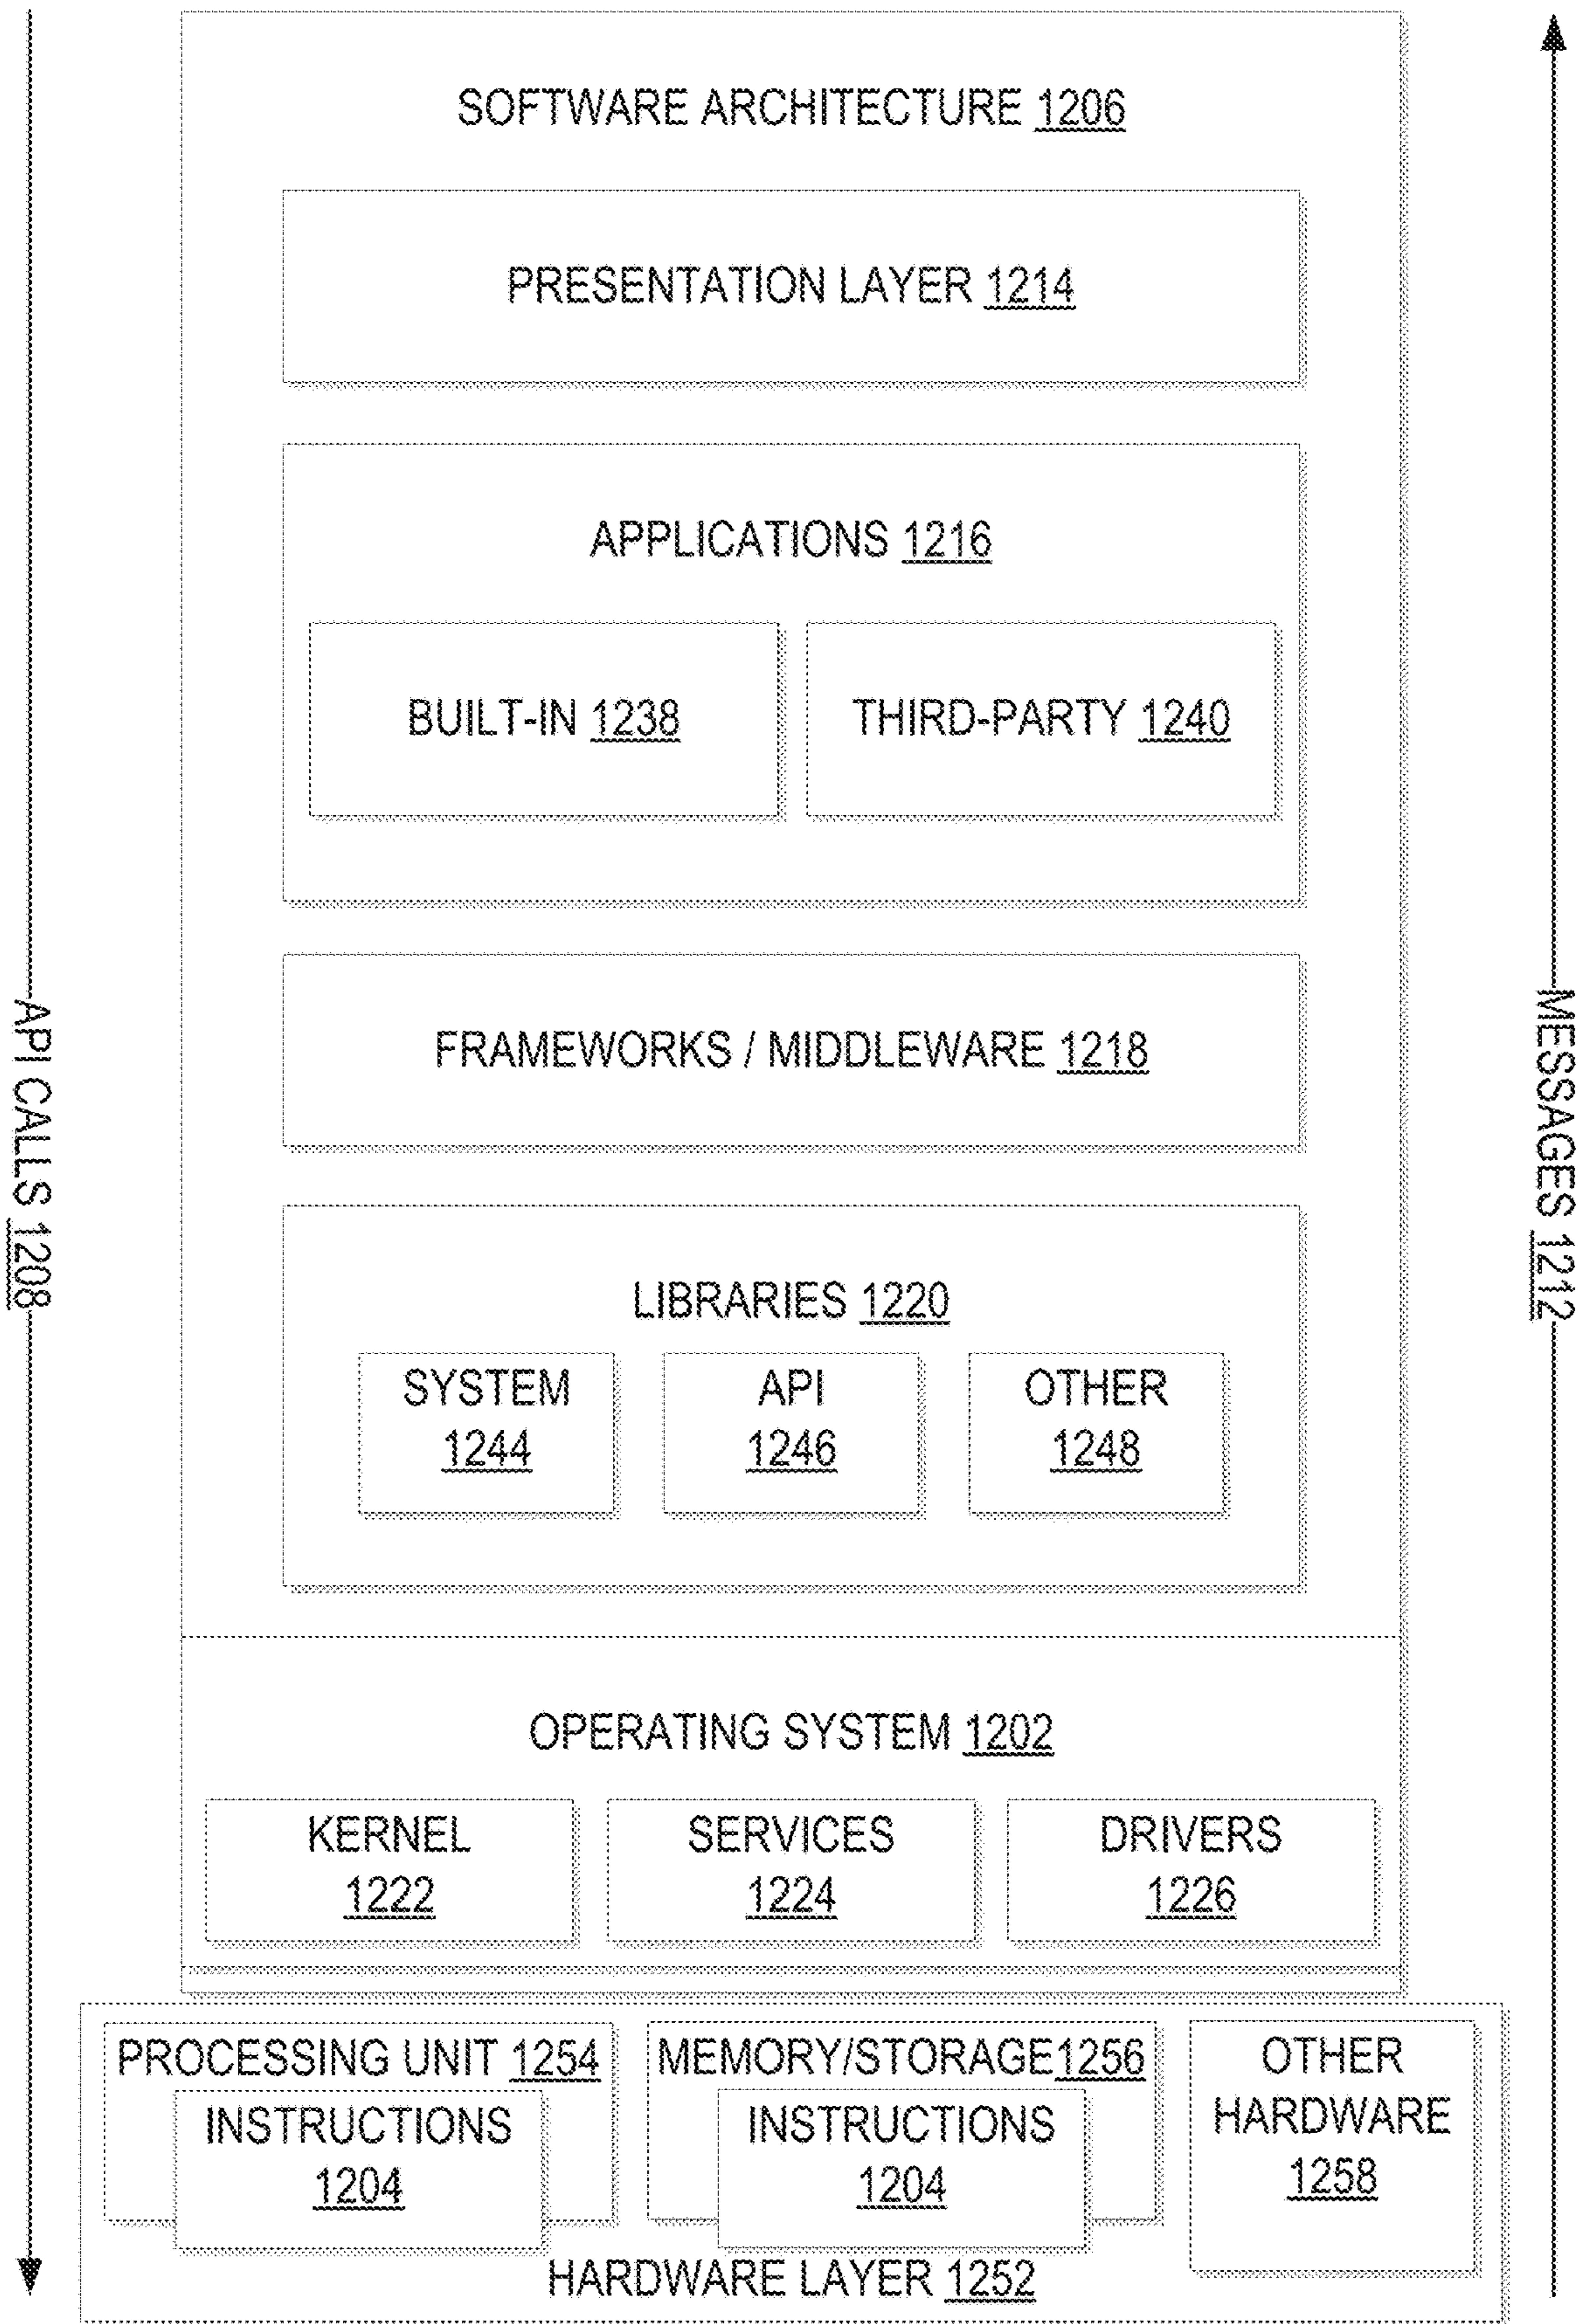 SOFTWARE ARCHITECTURE 1206
PRESENTATION LAYER 1214
APPLICATIONS 1216
BUILT-IN 1238
THIRD-PARTY 1240
FRAMEWORKS / MIDDLEWARE 1218
API CALLS 1208
MESSAGES 1212
LIBRARIES 1220
SYSTEM
1244
API
1246
OTHER
1248
OPERATING SYSTEM 1202
KERNEL
1222
SERVICES
1224
DRIVERS
1226
PROCESSING UNIT 1254
INSTRUCTIONS
1204
MEMORY/STORAGE1256
INSTRUCTIONS
1204
OTHER
HARDWARE
1258
HARDWARE LAYER 1252